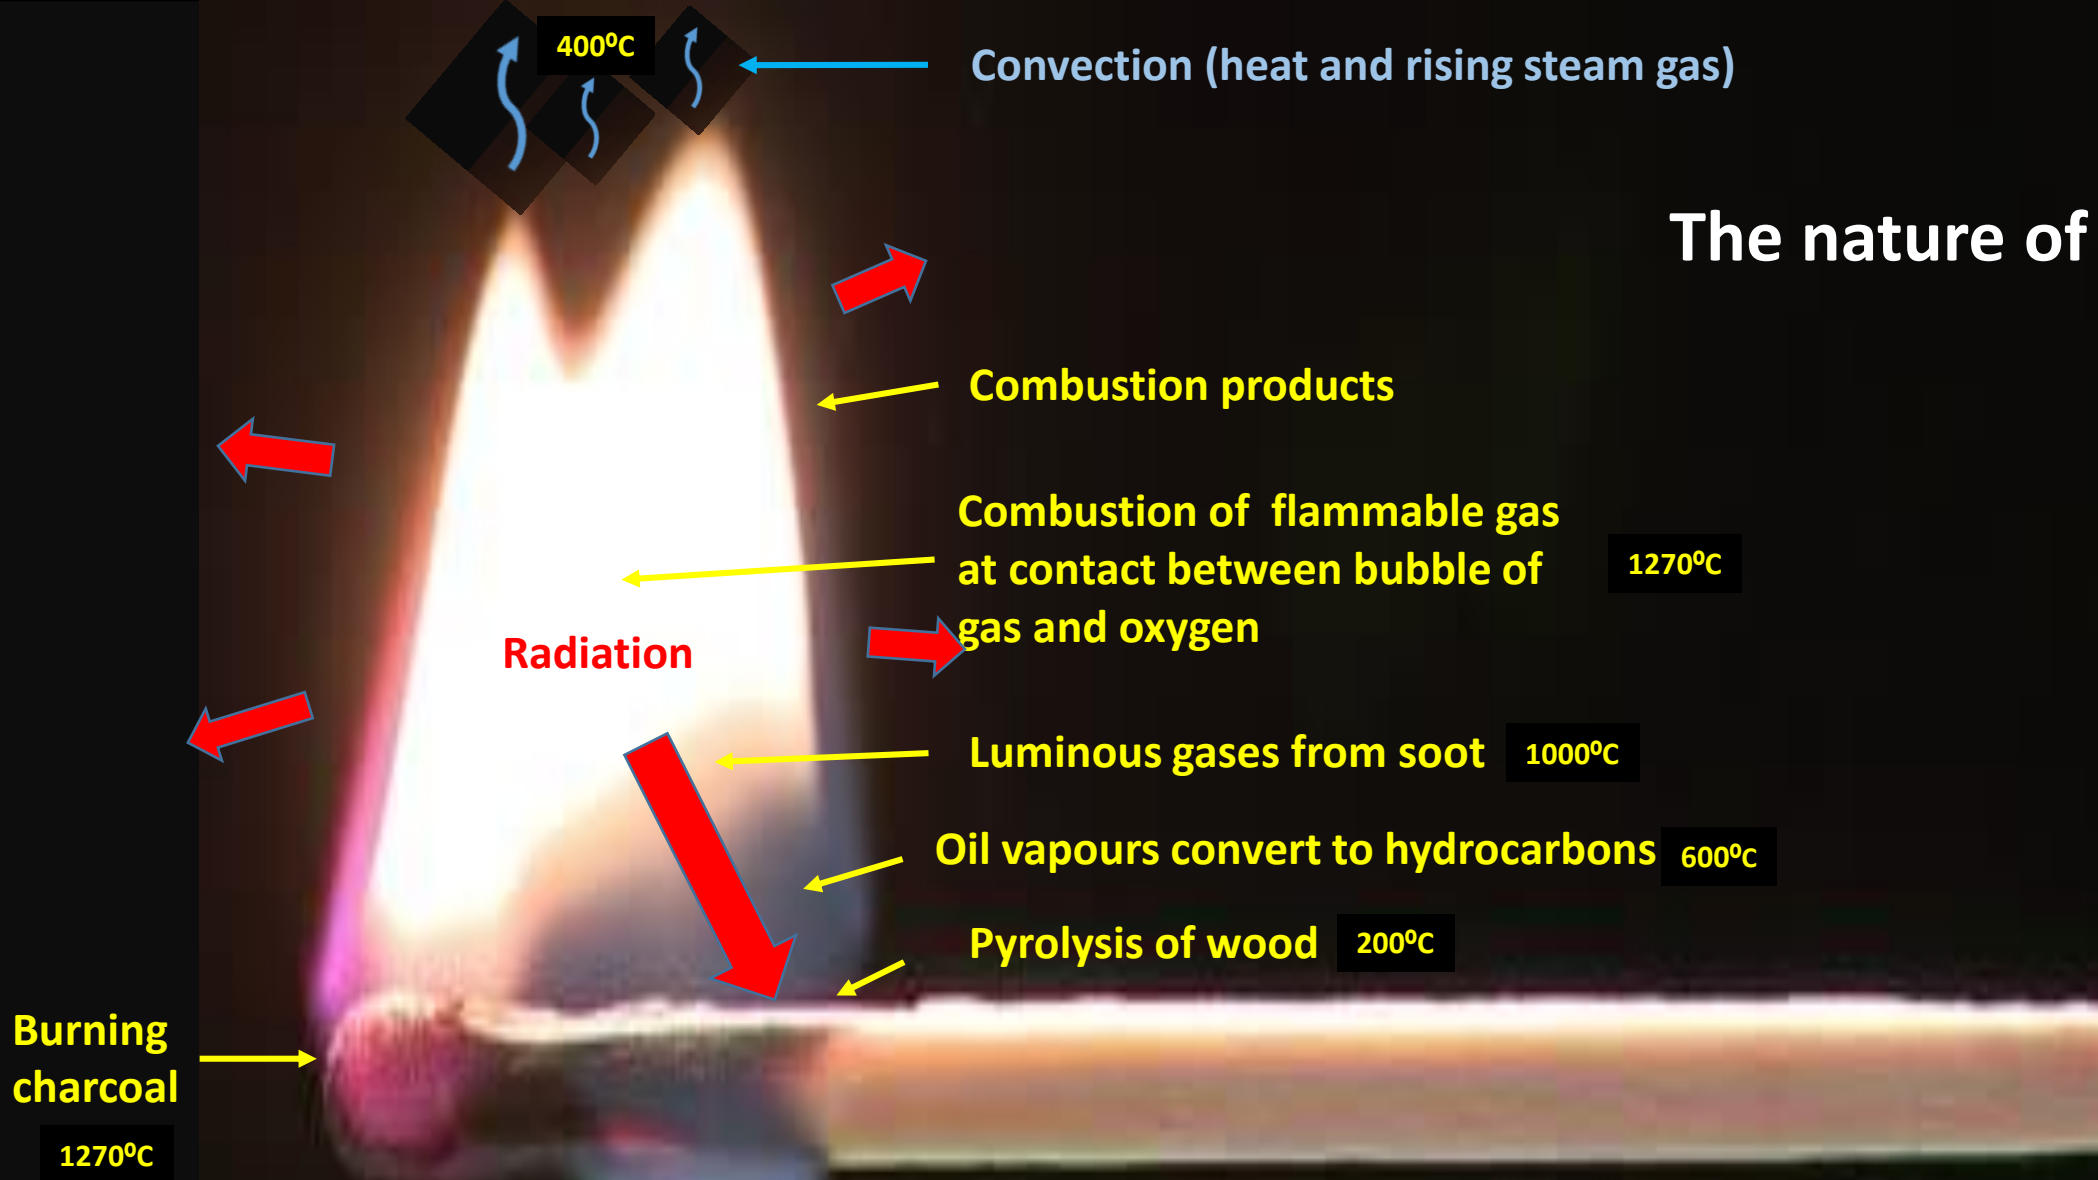 400⁰C
Convection (heat and rising steam gas)
The nature of
Combustion products
Combustion of  flammable gas
at contact between bubble of
gas and oxygen
1270⁰C
Radiation
Luminous gases from soot
1000⁰C
Oil vapours convert to hydrocarbons
600⁰C
Pyrolysis of wood
200⁰C
Burning
charcoal
1270⁰C